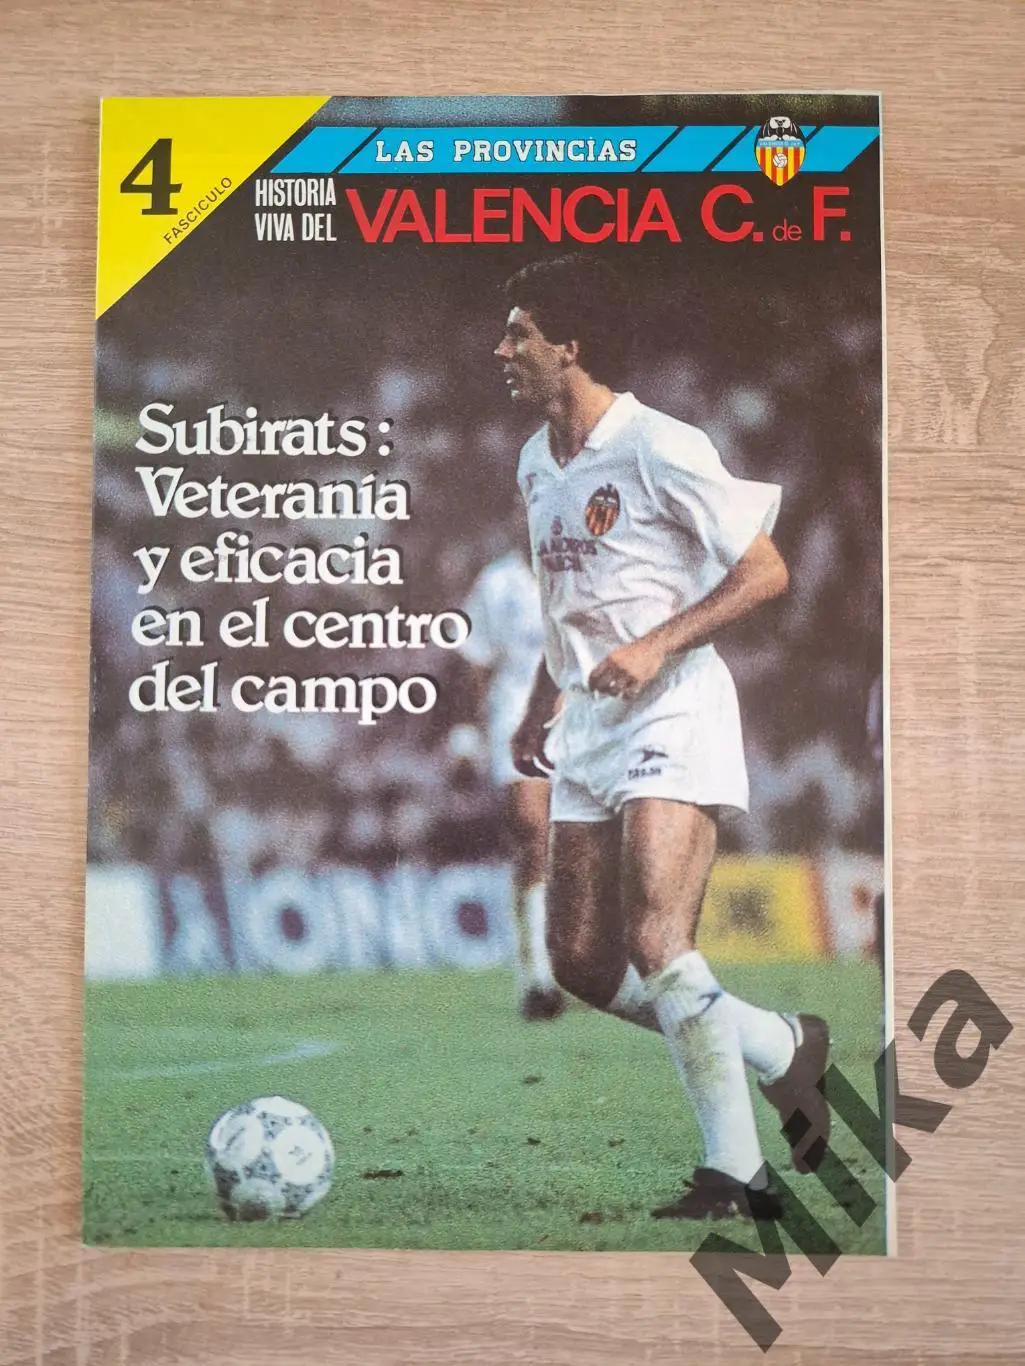 4
FASCICULO
LAS PROVINCIAS
HISTORIA
VIVA DEL
VALENCIA C. de F.
Subirats:
Veteranía
y eficacia
en el centro
del campo
Mika